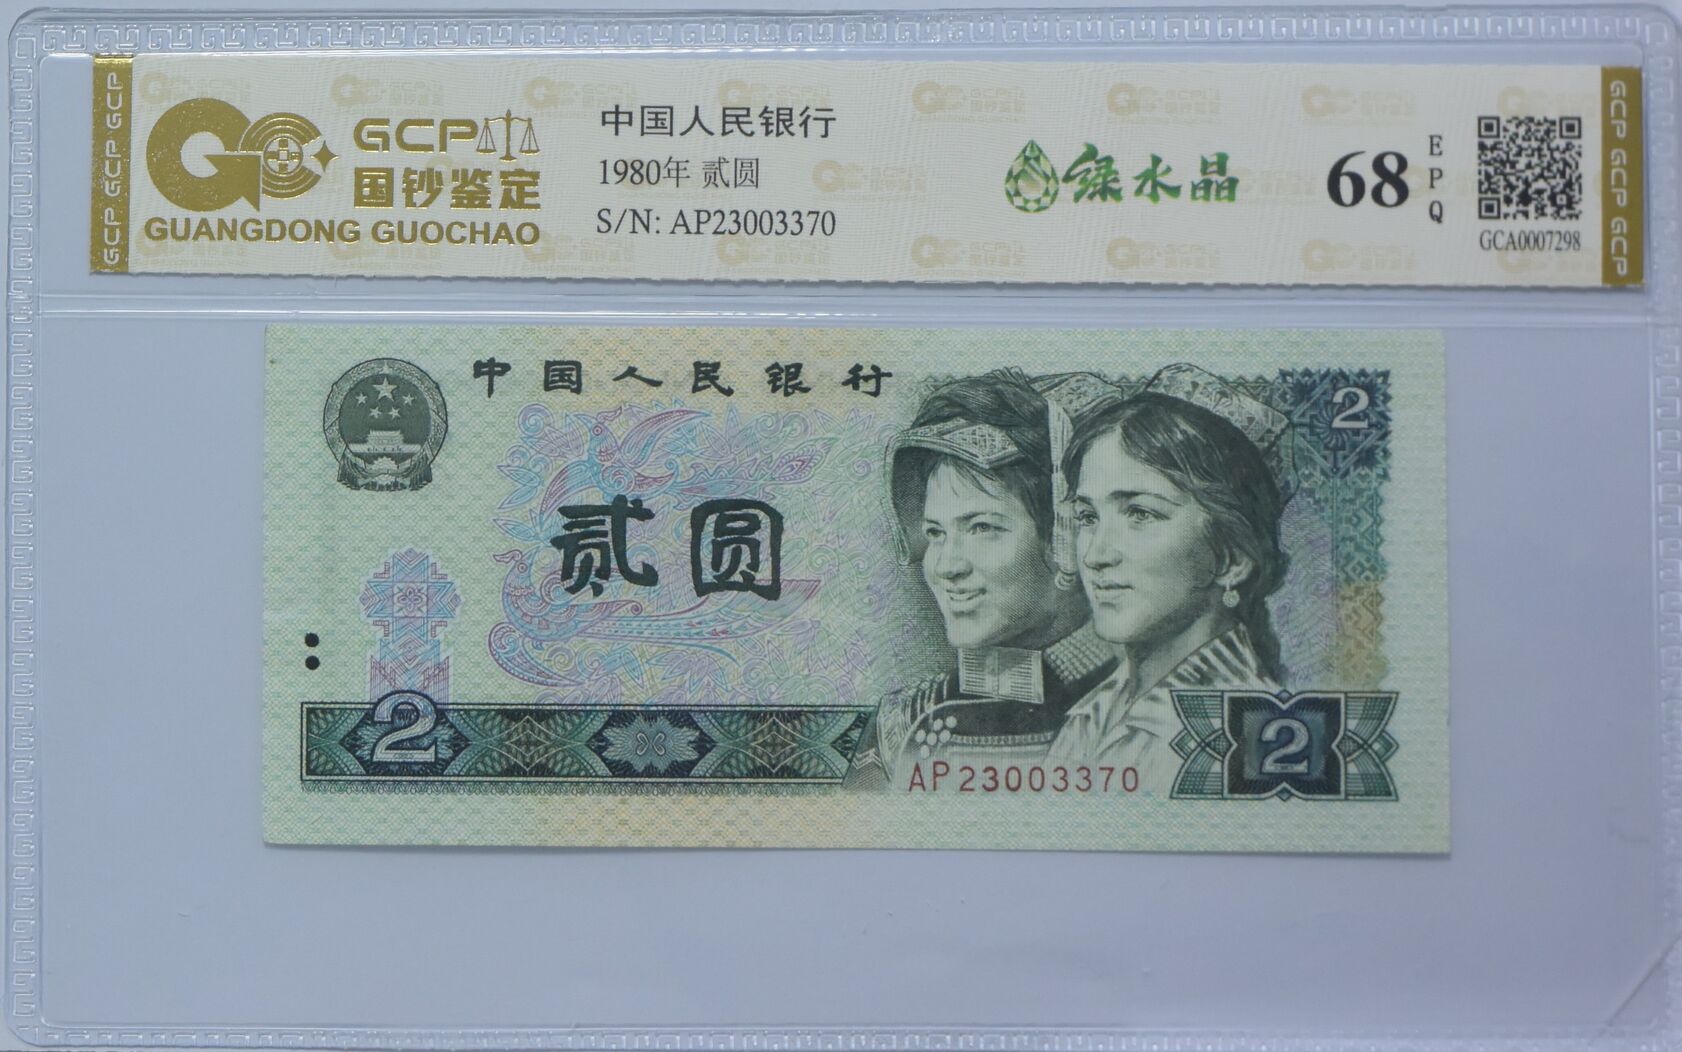 GCP GCP GCP
GCP
国钞鉴定
GUANGDONG GUOCHAO
中国人民银行
1980年 贰圆
S/N: AP23003370
绿水晶
68
EPQ
GCA0007298
GCP GCP GCP
中国人民银行
2
贰圆
2
AP23003370
2